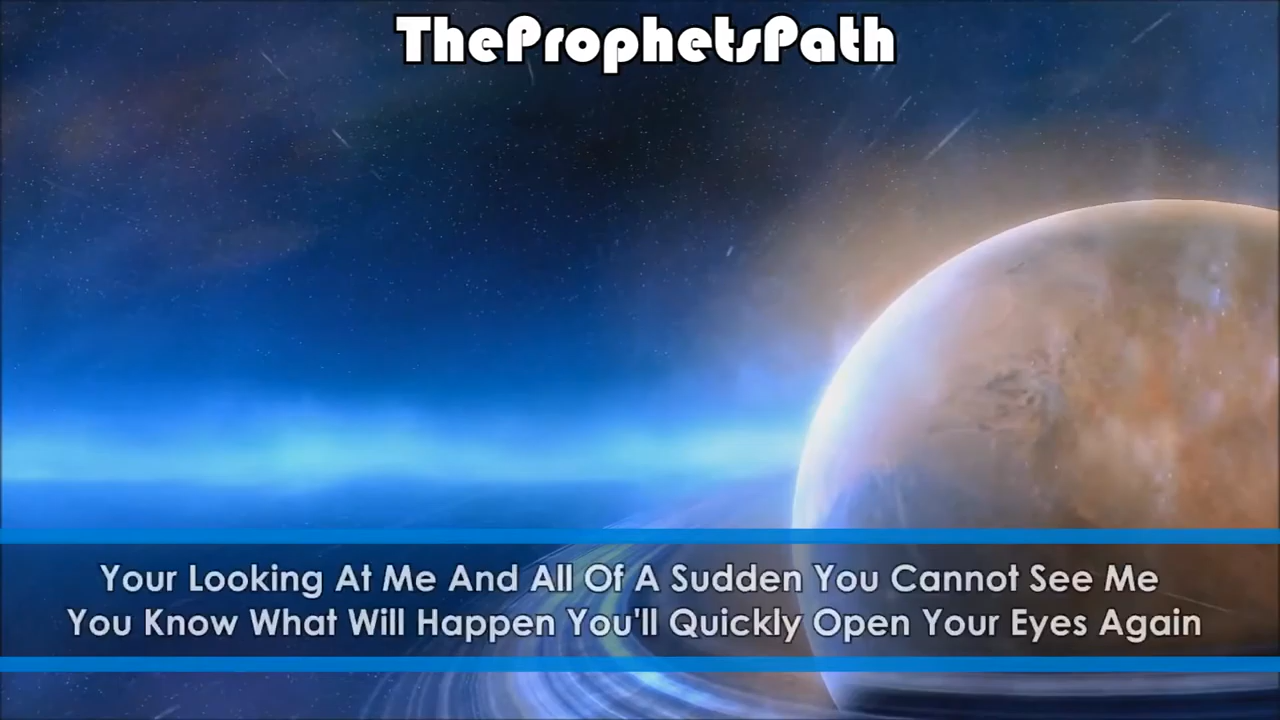 TheProphetsPath
Your Looking At Me And All Of A Sudden You Cannot See Me
You Know What Will Happen You'll Quickly Open Your Eyes Again